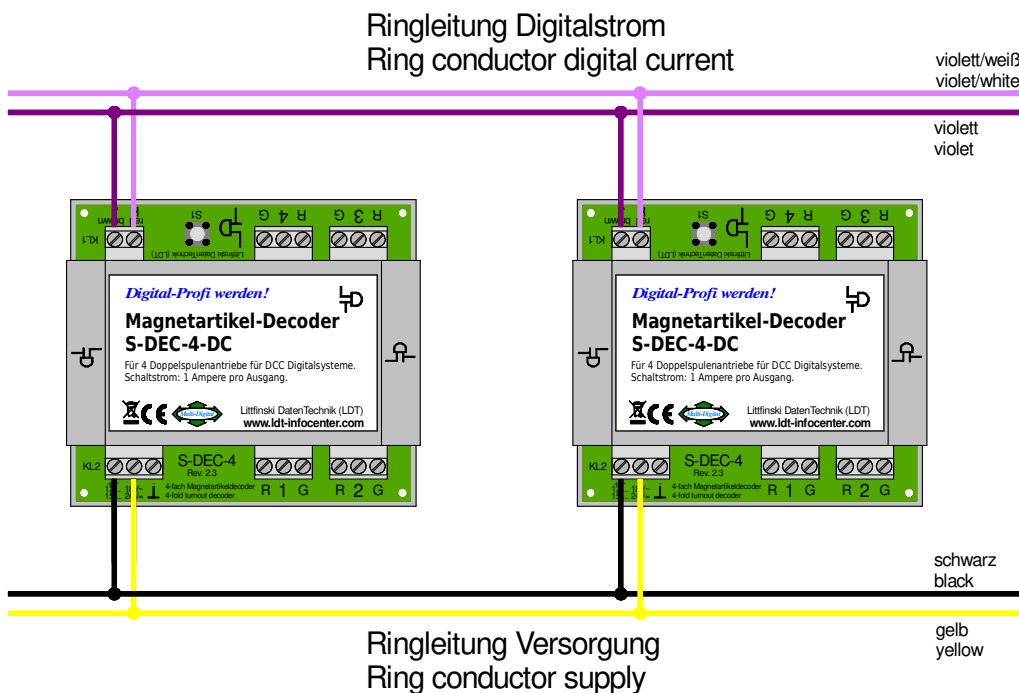 Ringleitung Digitalstrom
Ring conductor digital current
violett/weiß
violet/white
violett
violet
S1
G 4 R
G 3 R
KL1
Littfinski DatenTechnik (LDT)
Digital-Profi werden!
Magnetartikel-Decoder
S-DEC-4-DC
Für 4 Doppelspulenantriebe für DCC Digitalsysteme.
Schaltstrom: 1 Ampere pro Ausgang.
CE
Multi-Digital
Littfinski DatenTechnik (LDT)
www.ldt-infocenter.com
KL2
S-DEC-4
Rev. 2.3
4-fach Magnetartikeldecoder
4-fold turnout decoder
R 1 G
R 2 G
S1
G 4 R
G 3 R
KL1
Littfinski DatenTechnik (LDT)
Digital-Profi werden!
Magnetartikel-Decoder
S-DEC-4-DC
Für 4 Doppelspulenantriebe für DCC Digitalsysteme.
Schaltstrom: 1 Ampere pro Ausgang.
CE
Multi-Digital
Littfinski DatenTechnik (LDT)
www.ldt-infocenter.com
KL2
S-DEC-4
Rev. 2.3
4-fach Magnetartikeldecoder
4-fold turnout decoder
R 1 G
R 2 G
schwarz
black
gelb
yellow
Ringleitung Versorgung
Ring conductor supply